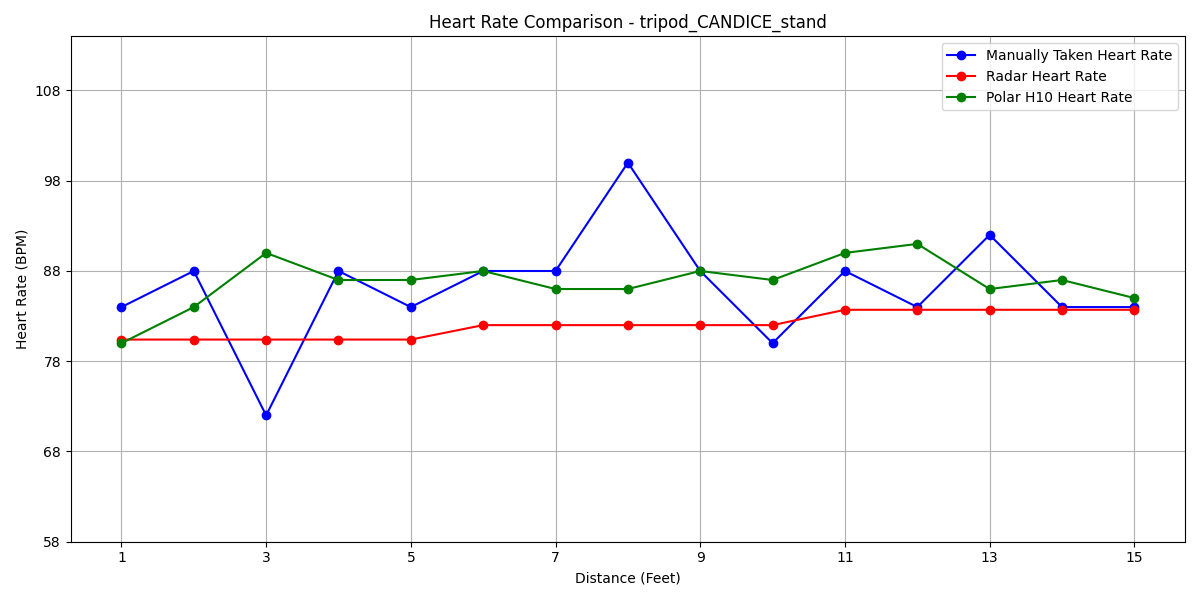 Heart Rate Comparison - tripod_CANDICE_stand
Manually Taken Heart Rate
Radar Heart Rate
Polar H10 Heart Rate
Heart Rate (BPM)
108
98
88
78
68
58
1 3 5 7 9 11 13 15
Distance (Feet)